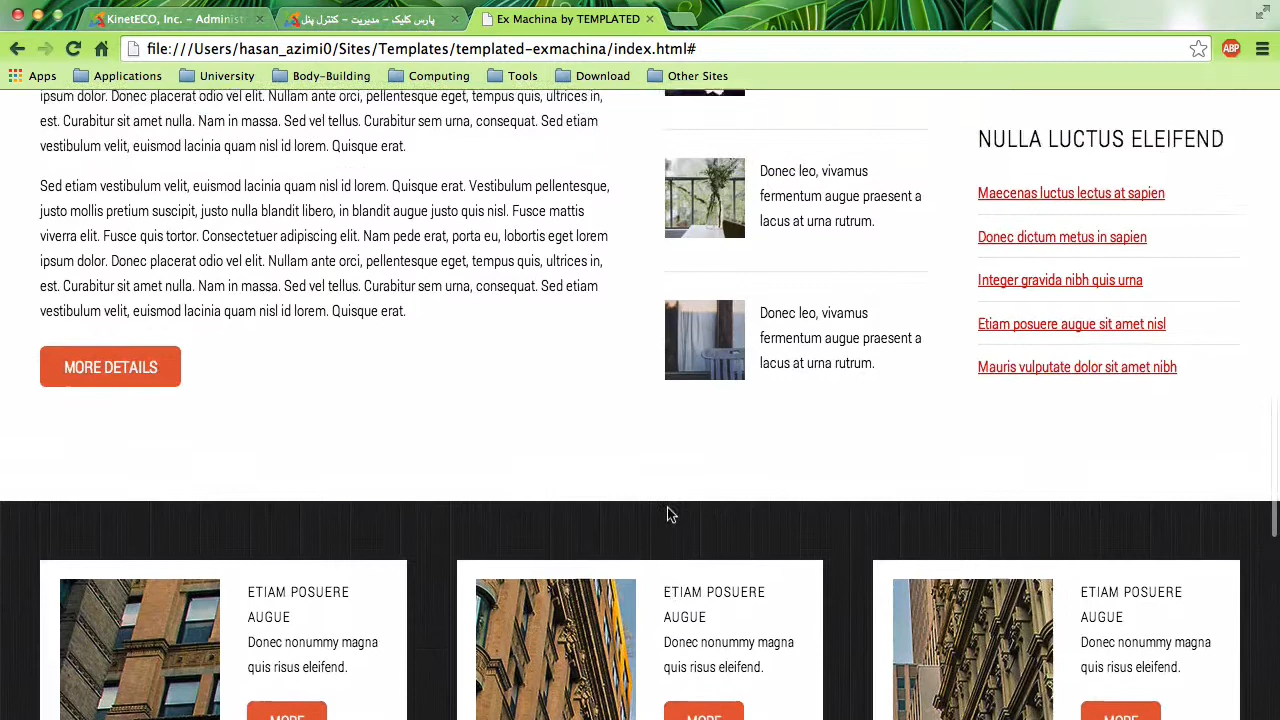 KinetECO, Inc. - Administ
پارس کلیک - مدیریت - کنترل پنل
Ex Machina by TEMPLATED
file:///Users/hasan_azimi0/Sites/Templates/templated-exmachina/index.html#
ABP
Apps Applications University Body-Building Computing Tools Download Other Sites
ipsum dolor. Donec placerat odio vel elit. Nullam ante orci, pellentesque eget, tempus quis, ultrices in,
est. Curabitur sit amet nulla. Nam in massa. Sed vel tellus. Curabitur sem urna, consequat. Sed etiam
vestibulum velit, euismod lacinia quam nisl id lorem. Quisque erat.
Sed etiam vestibulum velit, euismod lacinia quam nisl id lorem. Quisque erat. Vestibulum pellentesque,
justo mollis pretium suscipit, justo nulla blandit libero, in blandit augue justo quis nisl. Fusce mattis
viverra elit. Fusce quis tortor. Consectetuer adipiscing elit. Nam pede erat, porta eu, lobortis eget lorem
ipsum dolor. Donec placerat odio vel elit. Nullam ante orci, pellentesque eget, tempus quis, ultrices in,
est. Curabitur sit amet nulla. Nam in massa. Sed vel tellus. Curabitur sem urna, consequat. Sed etiam
vestibulum velit, euismod lacinia quam nisl id lorem. Quisque erat.
MORE DETAILS
Donec leo, vivamus
fermentum augue praesent a
lacus at urna rutrum.
Donec leo, vivamus
fermentum augue praesent a
lacus at urna rutrum.
NULLA LUCTUS ELEIFEND
Maecenas luctus lectus at sapien
Donec dictum metus in sapien
Integer gravida nibh quis urna
Etiam posuere augue sit amet nisl
Mauris vulputate dolor sit amet nibh
ETIAM POSUERE
AUGUE
Donec nonummy magna
quis risus eleifend.
MORE
ETIAM POSUERE
AUGUE
Donec nonummy magna
quis risus eleifend.
MORE
ETIAM POSUERE
AUGUE
Donec nonummy magna
quis risus eleifend.
MORE